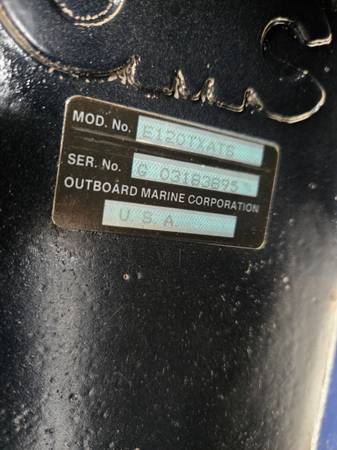 MOD. No. E120TXATS
SER. No. G 03183895
OUTBOARD MARINE CORPORATION
U. S. A.